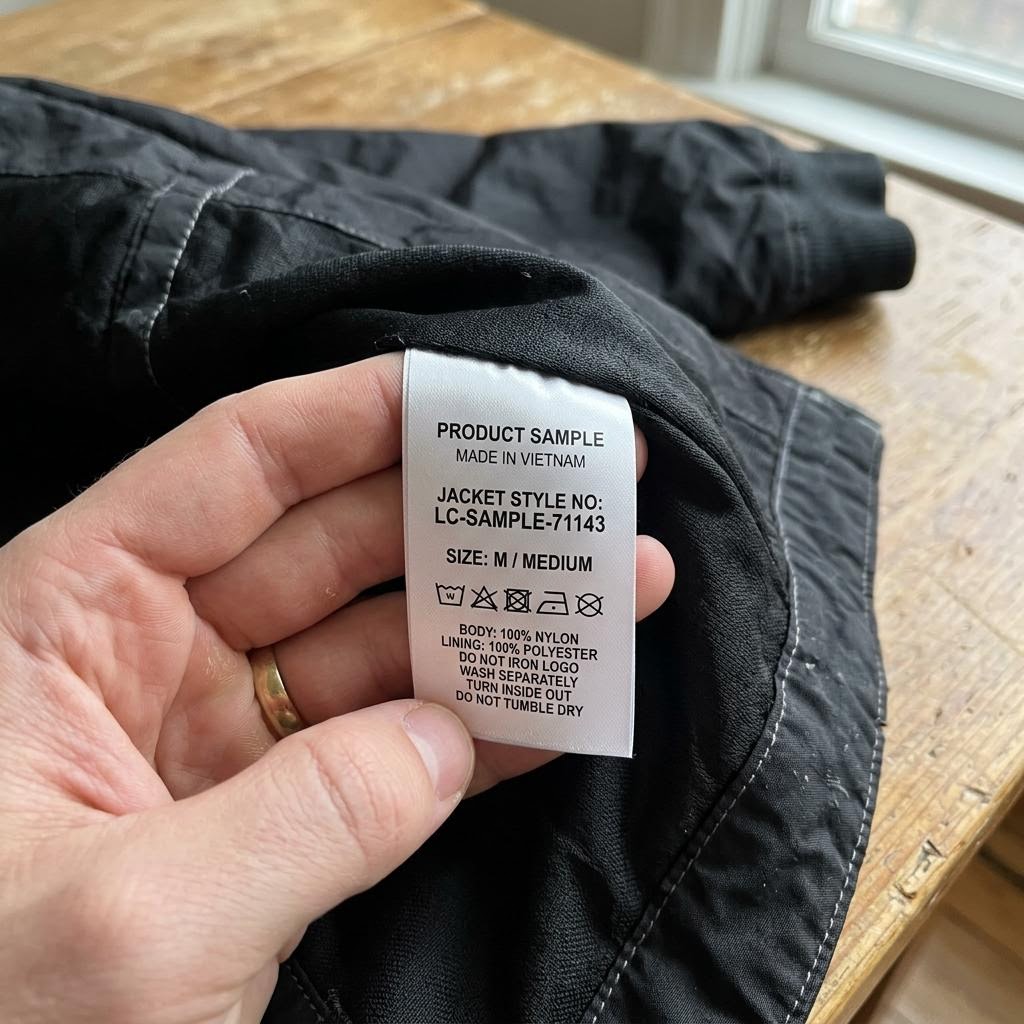 PRODUCT SAMPLE
MADE IN VIETNAM
JACKET STYLE NO:
LC-SAMPLE-71143
SIZE: M / MEDIUM
W
BODY: 100% NYLON
LINING: 100% POLYESTER
DO NOT IRON LOGO
WASH SEPARATELY
TURN INSIDE OUT
DO NOT TUMBLE DRY